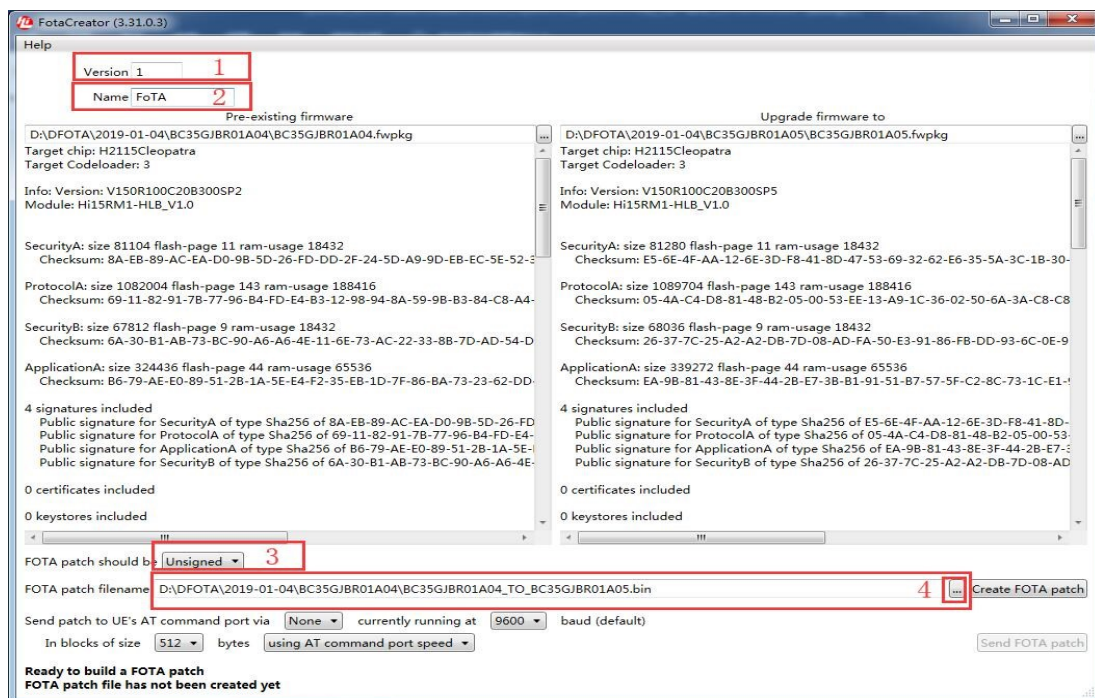 FotaCreator (3.31.0.3)
Help
Version 1 1
Name FoTA 2
Pre-existing firmware
D:\DFOTA\2019-01-04\BC35GJBR01A04\BC35GJBR01A04.fwpkg ...
Target chip: H2115Cleopatra
Target Codeloader: 3
Info: Version: V150R100C20B300SP2
Module: Hi15RM1-HLB_V1.0
SecurityA: size 81104 flash-page 11 ram-usage 18432
Checksum: 8A-EB-89-AC-EA-D0-9B-5D-26-FD-DD-2F-24-5D-A9-9D-EB-EC-5E-52-3
ProtocolA: size 1082004 flash-page 143 ram-usage 188416
Checksum: 69-11-82-91-7B-77-96-B4-FD-E4-B3-12-98-94-8A-59-9B-B3-84-C8-A4-
SecurityB: size 67812 flash-page 9 ram-usage 18432
Checksum: 6A-30-B1-AB-73-BC-90-A6-A6-4E-11-6E-73-AC-22-33-8B-7D-AD-54-D
ApplicationA: size 324436 flash-page 44 ram-usage 65536
Checksum: B6-79-AE-E0-89-51-2B-1A-5E-E4-F2-35-EB-1D-7F-86-BA-73-23-62-DD-
4 signatures included
Public signature for SecurityA of type Sha256 of 8A-EB-89-AC-EA-D0-9B-5D-26-FD
Public signature for ProtocolA of type Sha256 of 69-11-82-91-7B-77-96-B4-FD-E4-
Public signature for ApplicationA of type Sha256 of B6-79-AE-E0-89-51-2B-1A-5E-
Public signature for SecurityB of type Sha256 of 6A-30-B1-AB-73-BC-90-A6-A6-4E-
0 certificates included
0 keystores included
Upgrade firmware to
D:\DFOTA\2019-01-04\BC35GJBR01A05\BC35GJBR01A05.fwpkg ...
Target chip: H2115Cleopatra
Target Codeloader: 3
Info: Version: V150R100C20B300SP5
Module: Hi15RM1-HLB_V1.0
SecurityA: size 81280 flash-page 11 ram-usage 18432
Checksum: E5-6E-4F-AA-12-6E-3D-F8-41-8D-47-53-69-32-62-E6-35-5A-3C-1B-30-
ProtocolA: size 1089704 flash-page 143 ram-usage 188416
Checksum: 05-4A-C4-D8-81-48-B2-05-00-53-EE-13-A9-1C-36-02-50-6A-3A-C8-C8
SecurityB: size 68036 flash-page 9 ram-usage 18432
Checksum: 26-37-7C-25-A2-A2-DB-7D-08-AD-FA-50-E3-91-86-FB-DD-93-6C-0E-9
ApplicationA: size 339272 flash-page 44 ram-usage 65536
Checksum: EA-9B-81-43-8E-3F-44-2B-E7-3B-B1-91-51-B7-57-5F-C2-8C-73-1C-E1-
4 signatures included
Public signature for SecurityA of type Sha256 of E5-6E-4F-AA-12-6E-3D-F8-41-8D-
Public signature for ProtocolA of type Sha256 of 05-4A-C4-D8-81-48-B2-05-00-53-
Public signature for ApplicationA of type Sha256 of EA-9B-81-43-8E-3F-44-2B-E7-
Public signature for SecurityB of type Sha256 of 26-37-7C-25-A2-A2-DB-7D-08-AD
0 certificates included
0 keystores included
FOTA patch should be Unsigned 3
FOTA patch filename D:\DFOTA\2019-01-04\BC35GJBR01A04\BC35GJBR01A04_TO_BC35GJBR01A05.bin 4 ... Create FOTA patch
Send patch to UE's AT command port via None currently running at 9600 baud (default)
In blocks of size 512 bytes using AT command port speed Send FOTA patch
Ready to build a FOTA patch
FOTA patch file has not been created yet